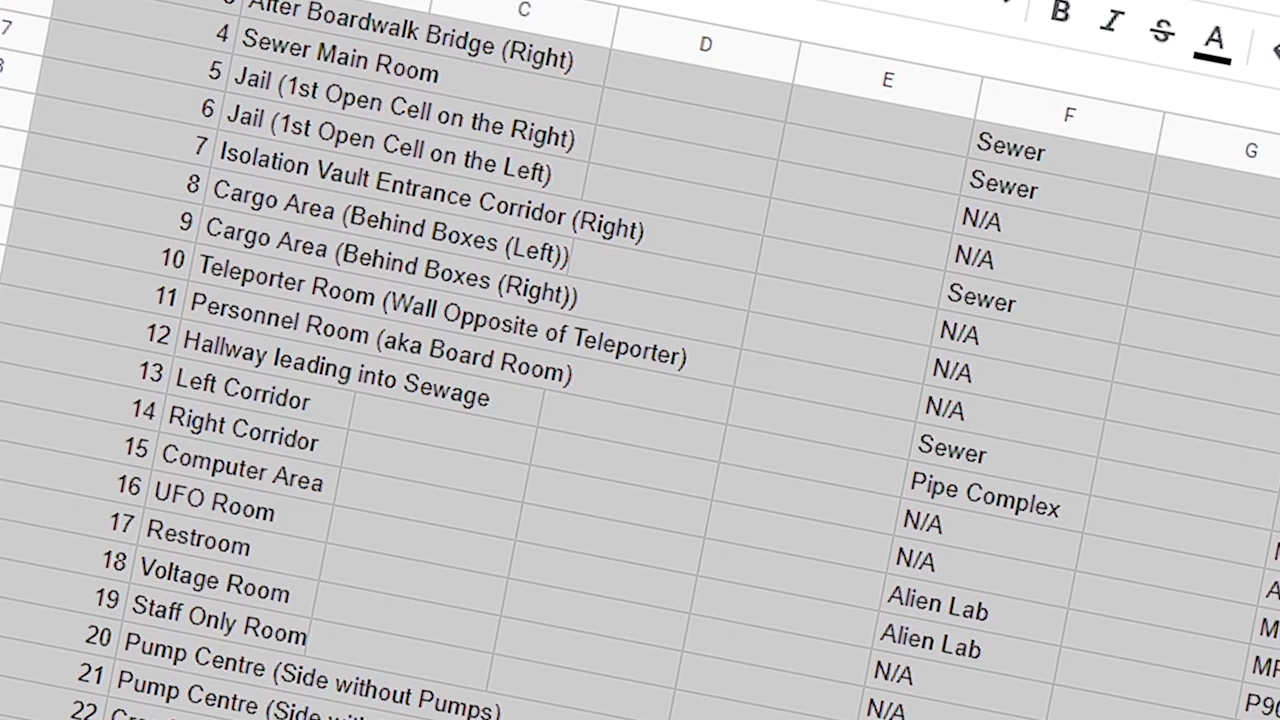 B I S A
C D E F G
After Boardwalk Bridge (Right) Sewer
4 Sewer Main Room Sewer
5 Jail (1st Open Cell on the Right) N/A
6 Jail (1st Open Cell on the Left) N/A
7 Isolation Vault Entrance Corridor (Right) Sewer
8 Cargo Area (Behind Boxes (Left)) N/A
9 Cargo Area (Behind Boxes (Right)) N/A
10 Teleporter Room (Wall Opposite of Teleporter) N/A
11 Personnel Room (aka Board Room) Sewer
12 Hallway leading into Sewage Pipe Complex
13 Left Corridor N/A
14 Right Corridor N/A
15 Computer Area Alien Lab
16 UFO Room Alien Lab
17 Restroom N/A
18 Voltage Room N/A
19 Staff Only Room
20 Pump Centre (Side without Pumps)
21 Pump Centre (Side
22